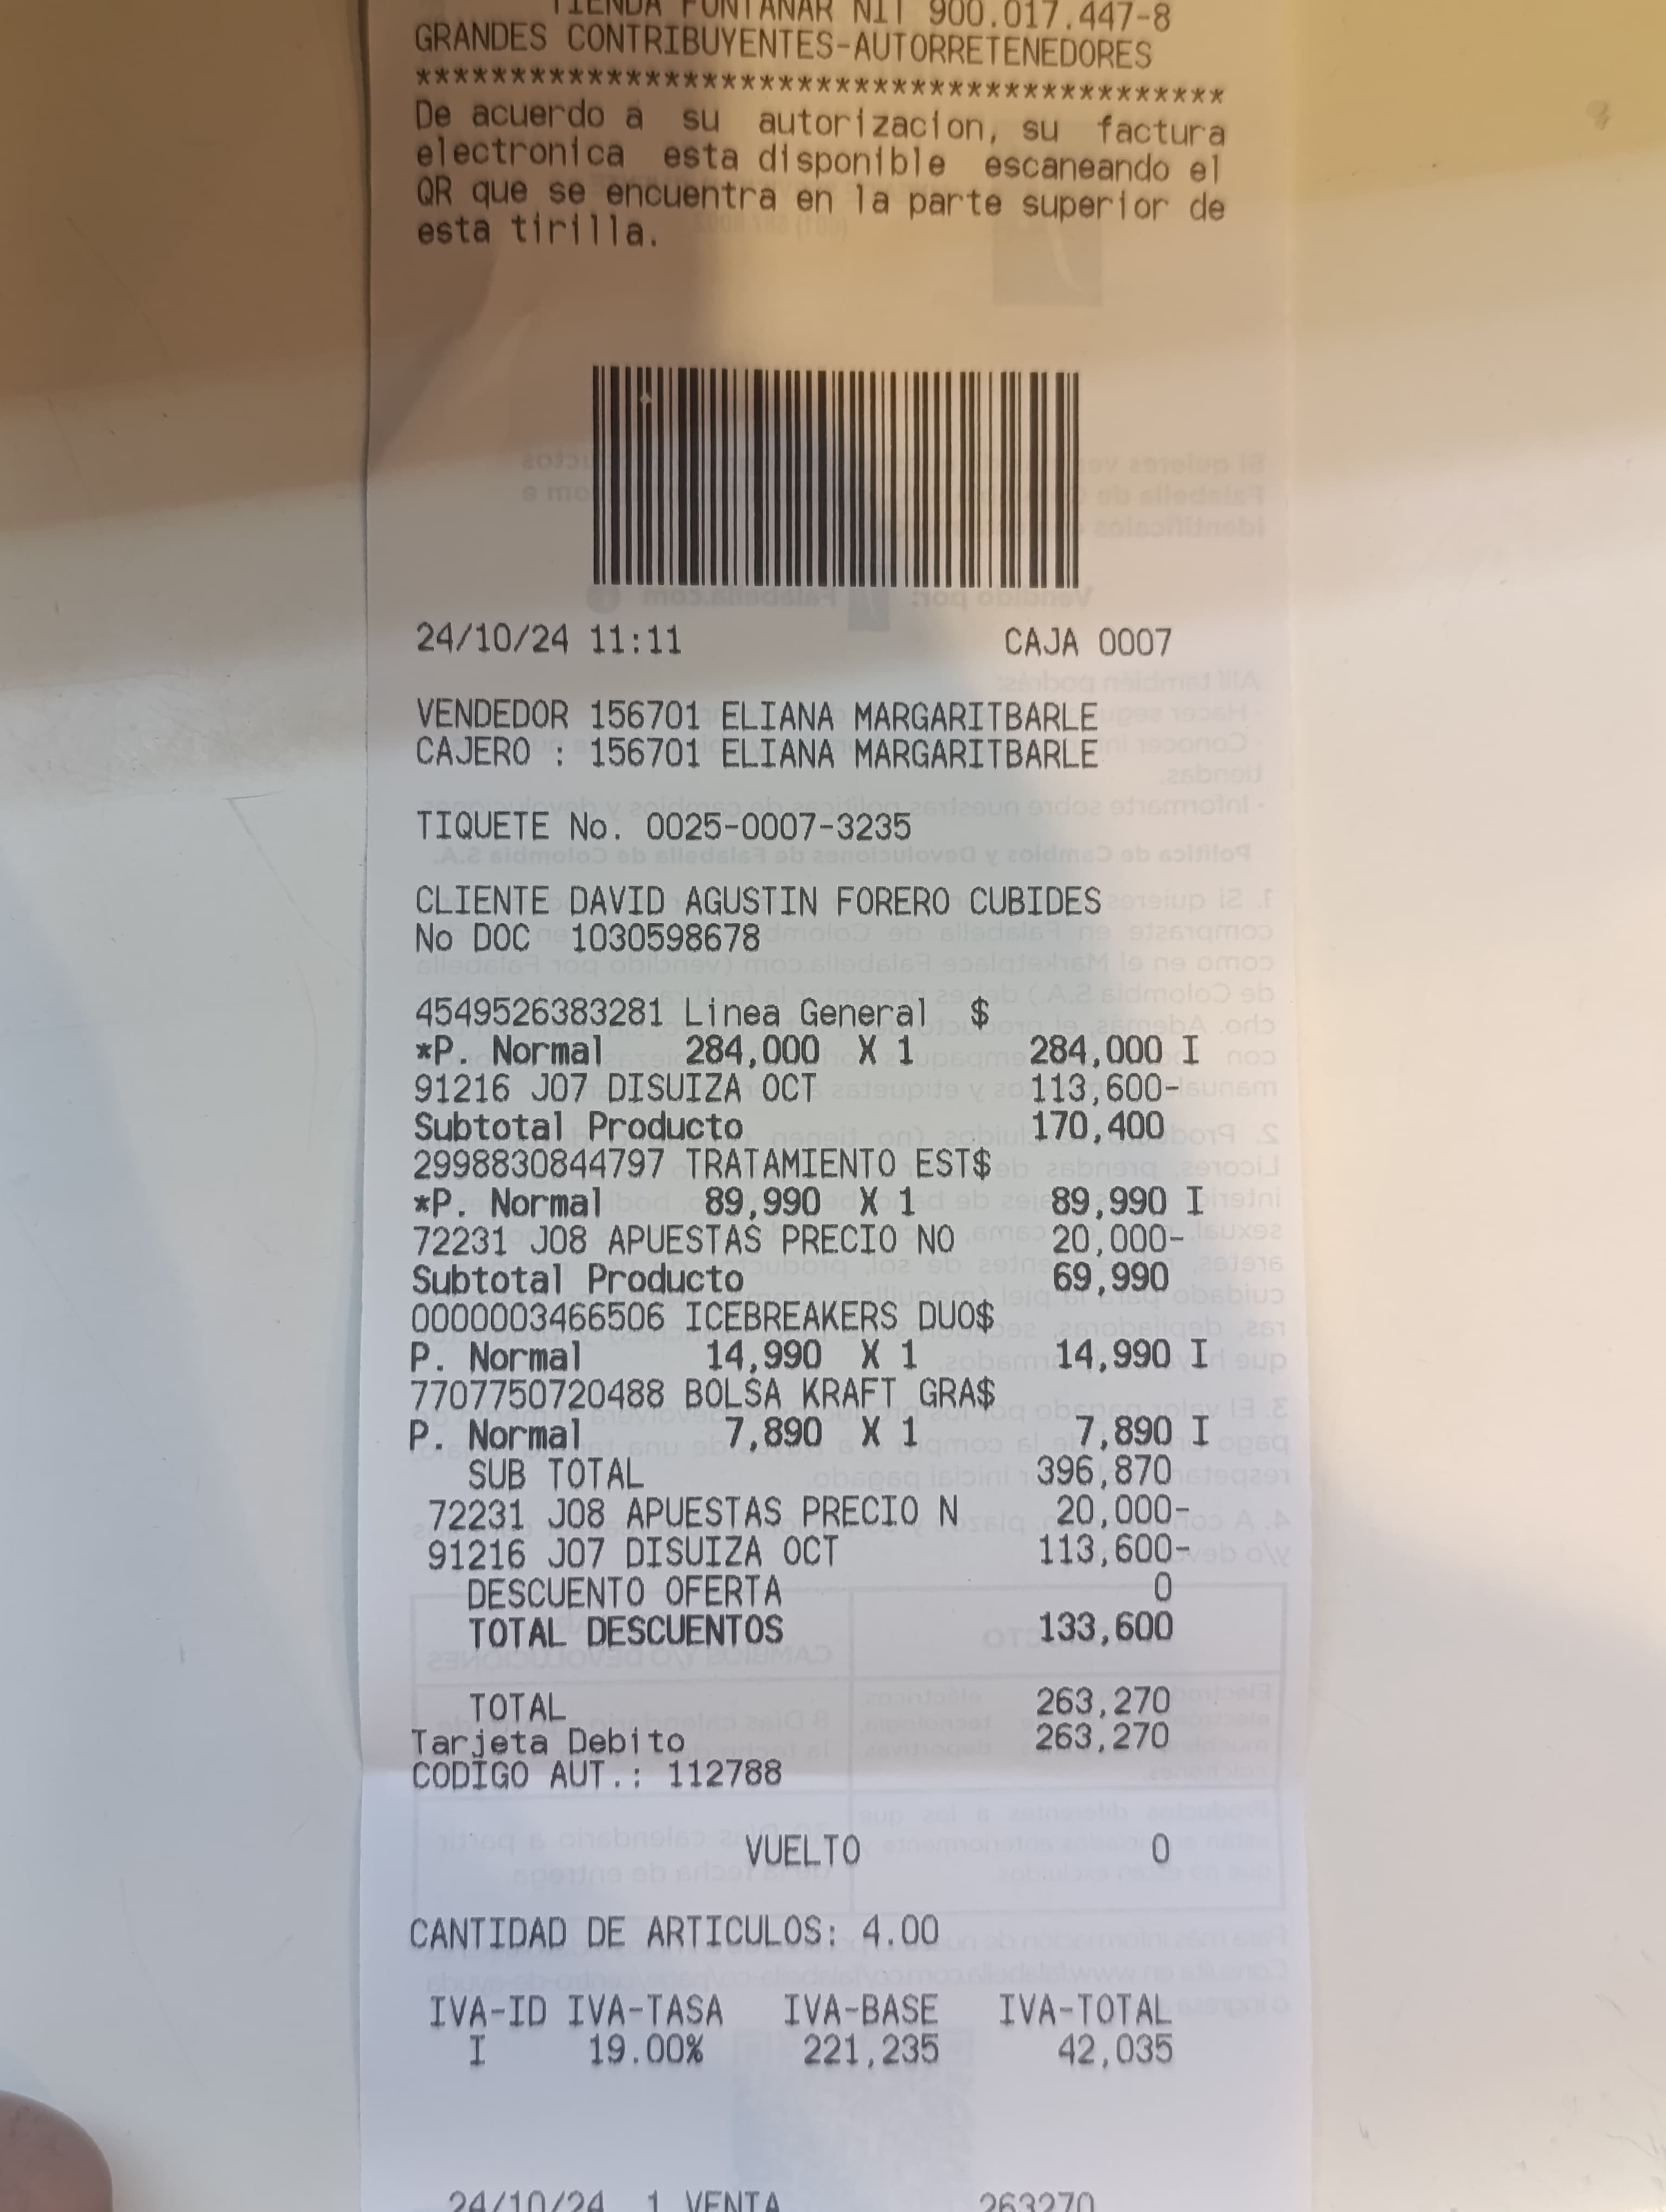 TIENDA FONTANAR NIT 900.017.447-8
GRANDES CONTRIBUYENTES-AUTORRETENEDORES
******************************************
De acuerdo a su autorizacion, su factura
electronica esta disponible escaneando el
QR que se encuentra en la parte superior de
esta tirilla.
24/10/24 11:11 CAJA 0007
VENDEDOR 156701 ELIANA MARGARITBARLE
CAJERO : 156701 ELIANA MARGARITBARLE
TIQUETE No. 0025-0007-3235
CLIENTE DAVID AGUSTIN FORERO CUBIDES
No DOC 1030598678
4549526383281 Linea General $
*P. Normal 284,000 X 1 284,000 I
91216 J07 DISUIZA OCT 113,600-
Subtotal Producto 170,400
2998830844797 TRATAMIENTO EST$
*P. Normal 89,990 X 1 89,990 I
72231 J08 APUESTAS PRECIO NO 20,000-
Subtotal Producto 69,990
0000003466506 ICEBREAKERS DUO$
P. Normal 14,990 X 1 14,990 I
7707750720488 BOLSA KRAFT GRA$
P. Normal 7,890 X 1 7,890 I
SUB TOTAL 396,870
72231 J08 APUESTAS PRECIO N 20,000-
91216 J07 DISUIZA OCT 113,600-
DESCUENTO OFERTA 0
TOTAL DESCUENTOS 133,600
TOTAL 263,270
Tarjeta Debito 263,270
CODIGO AUT.: 112788
VUELTO 0
CANTIDAD DE ARTICULOS: 4.00
IVA-ID IVA-TASA IVA-BASE IVA-TOTAL
I 19.00% 221,235 42,035
24/10/24 1 VENTA 263270